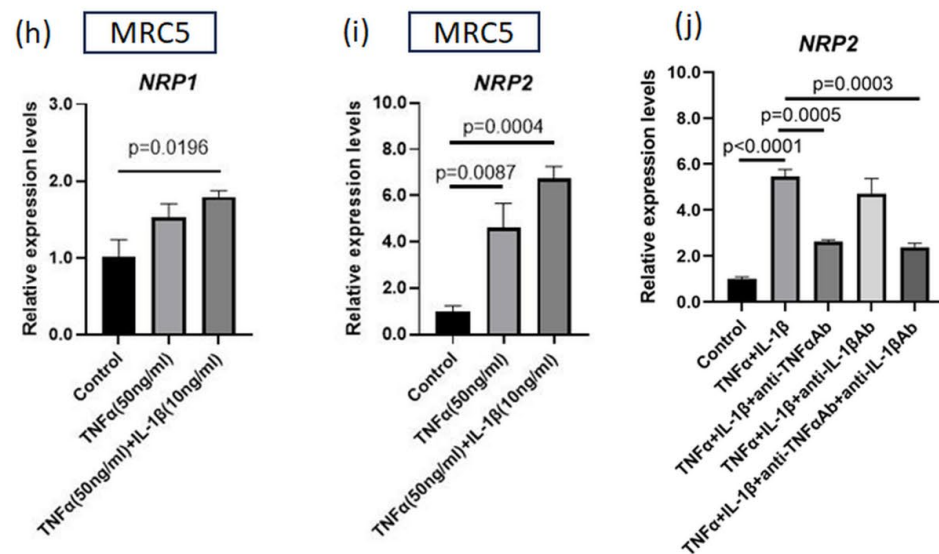 (h) MRC5
NRP1
Relative expression levels
3.0
2.0
1.0
0.0
p=0.0196
Control
TNFα(50ng/ml)
TNFα(50ng/ml)+IL-1β(10ng/ml)
(i) MRC5
NRP2
Relative expression levels
10.0
8.0
6.0
4.0
2.0
0.0
p=0.0004
p=0.0087
Control
TNFα(50ng/ml)
TNFα(50ng/ml)+IL-1β(10ng/ml)
(j)
NRP2
Relative expression levels
10.0
8.0
6.0
4.0
2.0
0.0
p=0.0003
p=0.0005
p<0.0001
Control
TNFα+IL-1β
TNFα+IL-1β+anti-TNFαAb
TNFα+IL-1β+anti-IL-1βAb
TNFα+IL-1β+anti-TNFαAb+anti-IL-1βAb